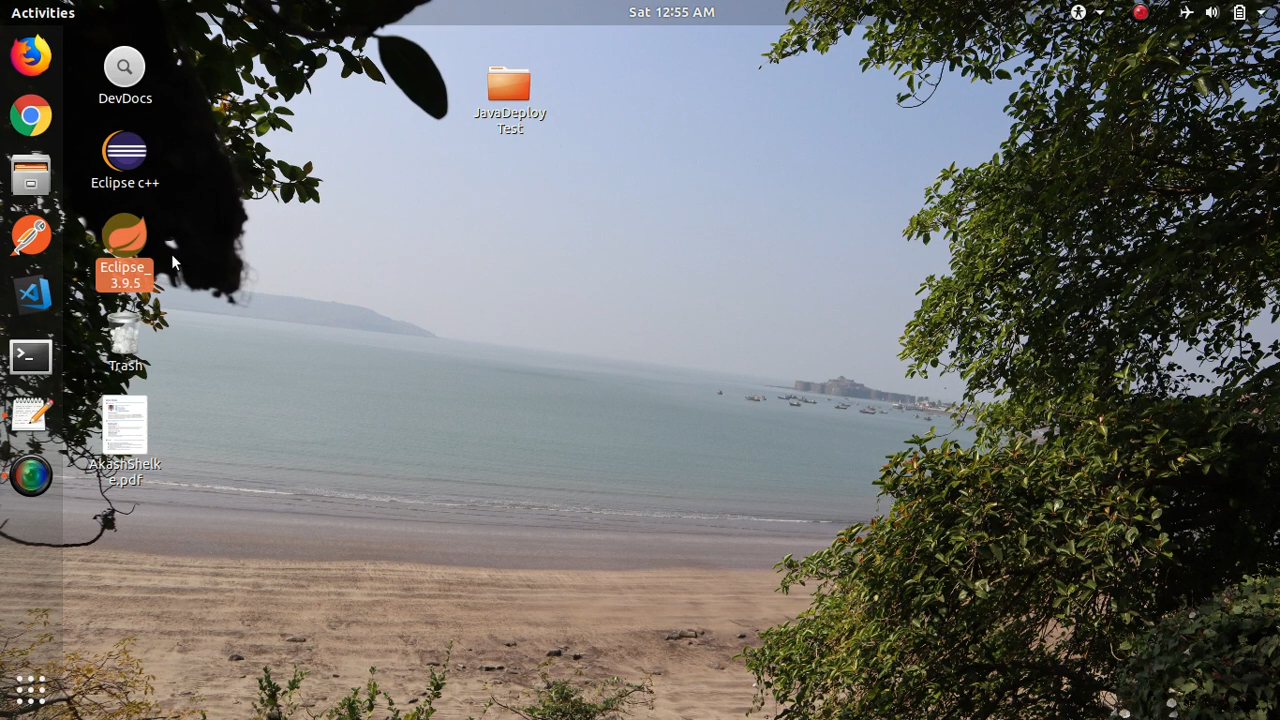 Activities
Sat 12:55 AM
DevDocs
Eclipse c++
Eclipse_
3.9.5
Trash
AkashShelk
e.pdf
JavaDeploy
Test